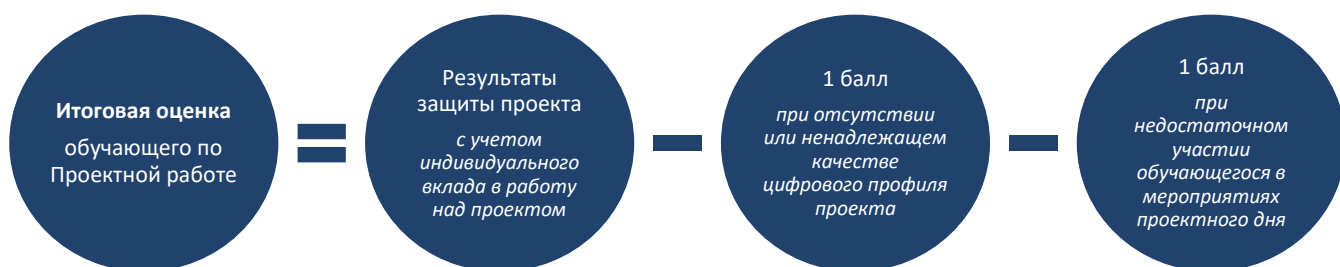 Итоговая оценка
обучающего по
Проектной работе
Результаты
защиты проекта
с учетом
индивидуального
вклада в работу
над проектом
1 балл
при отсутствии
или ненадлежащем
качестве
цифрового профиля
проекта
1 балл
при
недостаточном
участии
обучающегося в
мероприятиях
проектного дня